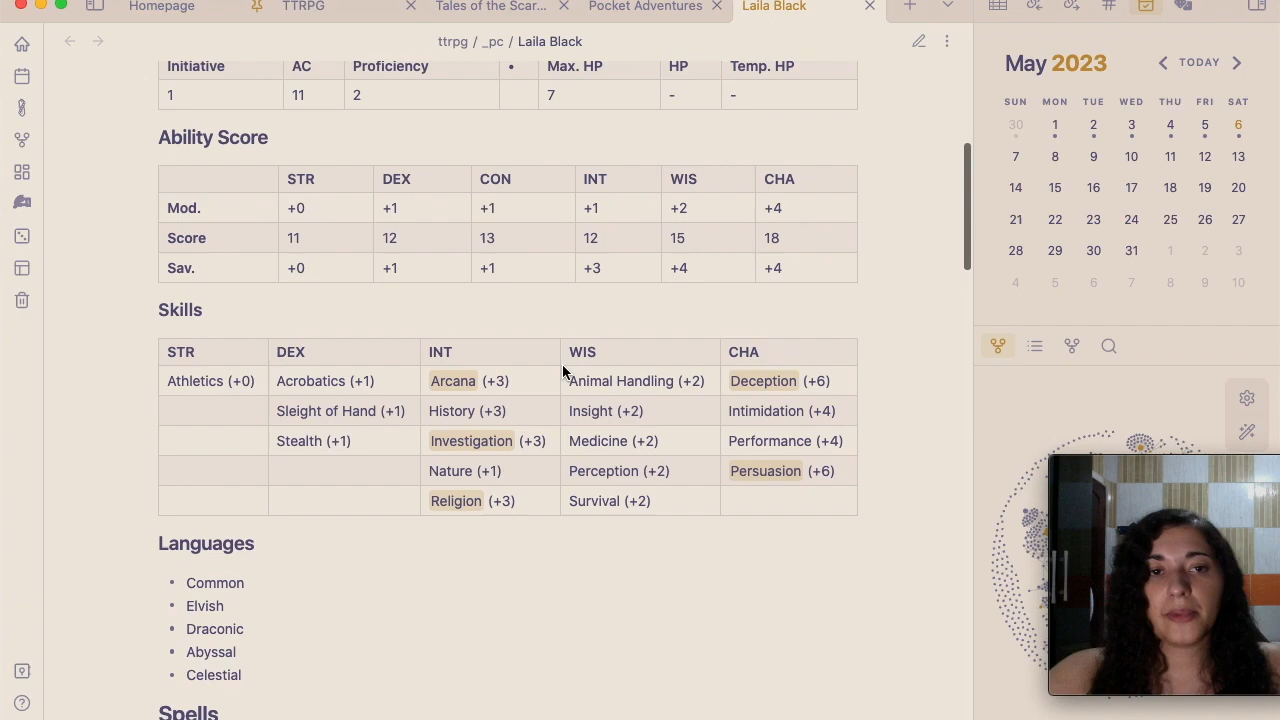 Homepage TTRPG Tales of the Scar... Pocket Adventures Laila Black
ttrpg / _pc / Laila Black
Initiative AC Proficiency • Max. HP HP Temp. HP
1 11 2 7 - -
Ability Score
STR DEX CON INT WIS CHA
Mod. +0 +1 +1 +1 +2 +4
Score 11 12 13 12 15 18
Sav. +0 +1 +1 +3 +4 +4
Skills
STR DEX INT WIS CHA
Athletics (+0) Acrobatics (+1) Arcana (+3) Animal Handling (+2) Deception (+6)
Sleight of Hand (+1) History (+3) Insight (+2) Intimidation (+4)
Stealth (+1) Investigation (+3) Medicine (+2) Performance (+4)
Nature (+1) Perception (+2) Persuasion (+6)
Religion (+3) Survival (+2)
Languages
• Common
• Elvish
• Draconic
• Abyssal
• Celestial
Spells
May 2023 TODAY
SUN MON TUE WED THU FRI SAT
30 1 2 3 4 5 6
7 8 9 10 11 12 13
14 15 16 17 18 19 20
21 22 23 24 25 26 27
28 29 30 31 1 2 3
4 5 6 7 8 9 10